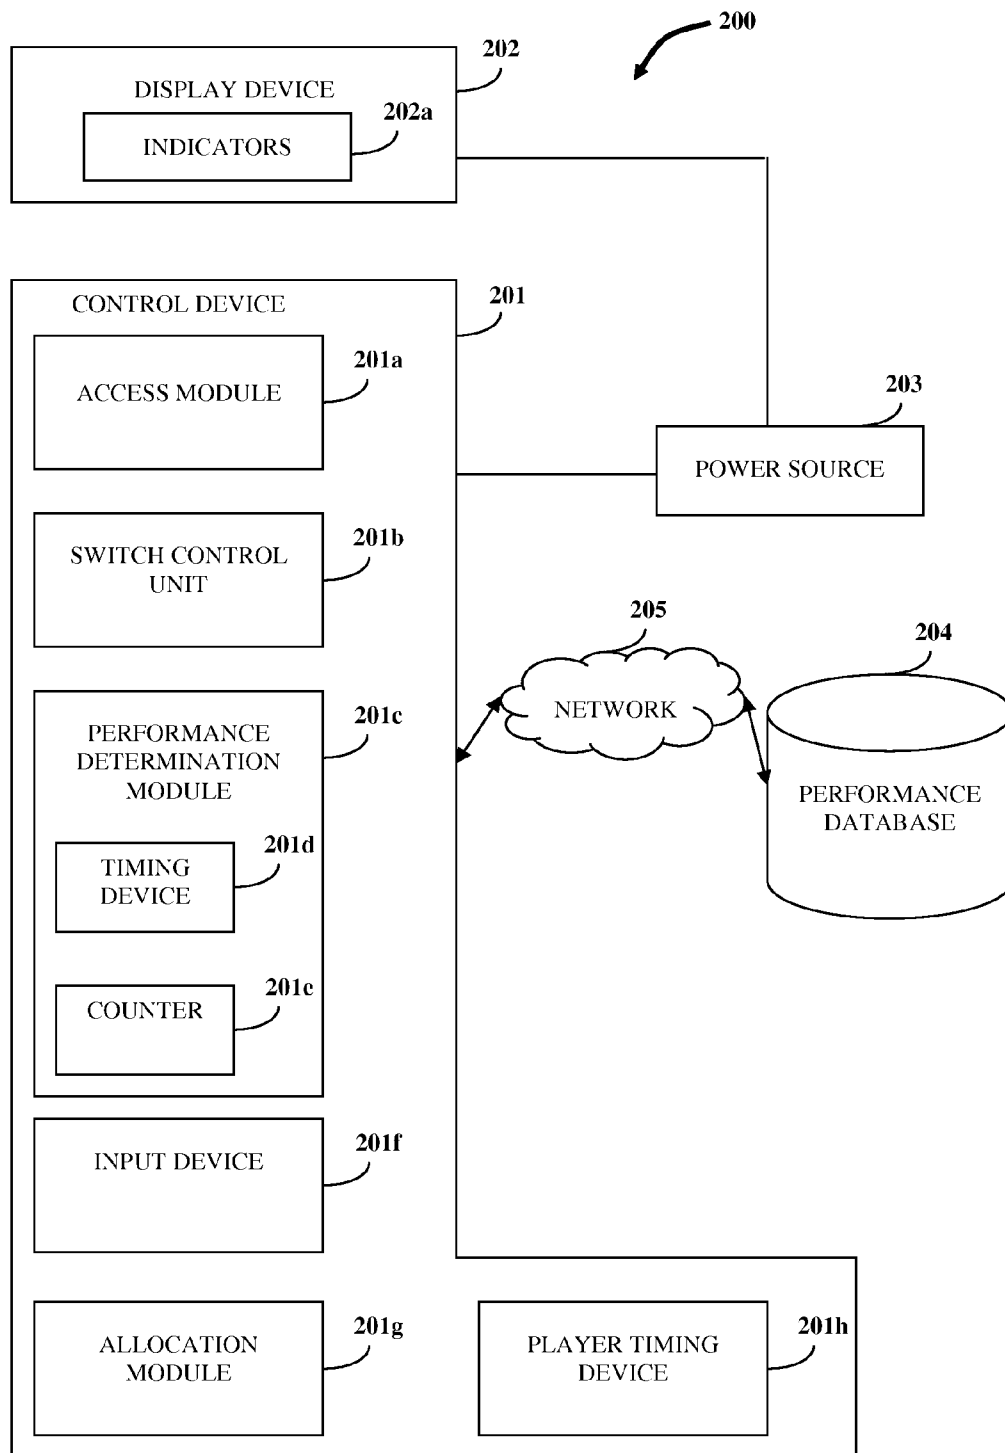 200
202
DISPLAY DEVICE
202a
INDICATORS
201
CONTROL DEVICE
201a
ACCESS MODULE
203
POWER SOURCE
201b
SWITCH CONTROL
UNIT
205
204
NETWORK
201c
PERFORMANCE
DETERMINATION
MODULE
PERFORMANCE
DATABASE
201d
TIMING
DEVICE
201e
COUNTER
201f
INPUT DEVICE
201g
ALLOCATION
MODULE
201h
PLAYER TIMING
DEVICE